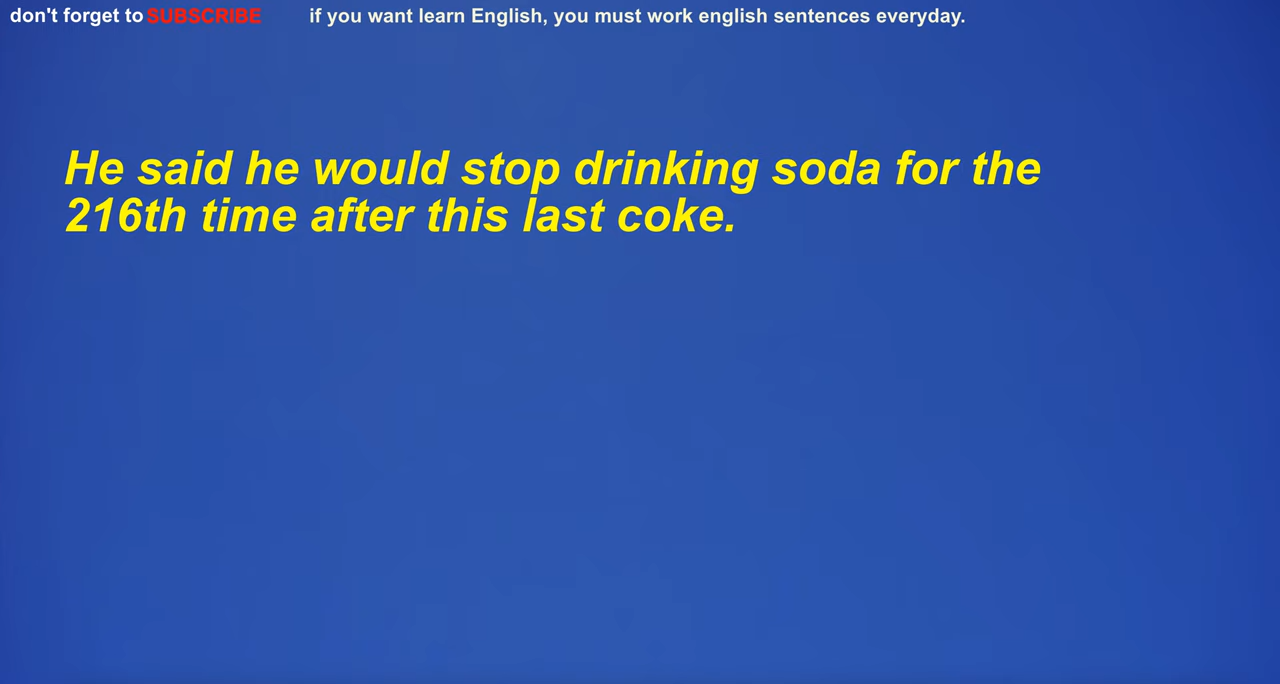 don't forget to SUBSCRIBE if you want learn English, you must work english sentences everyday.
He said he would stop drinking soda for the
216th time after this last coke.